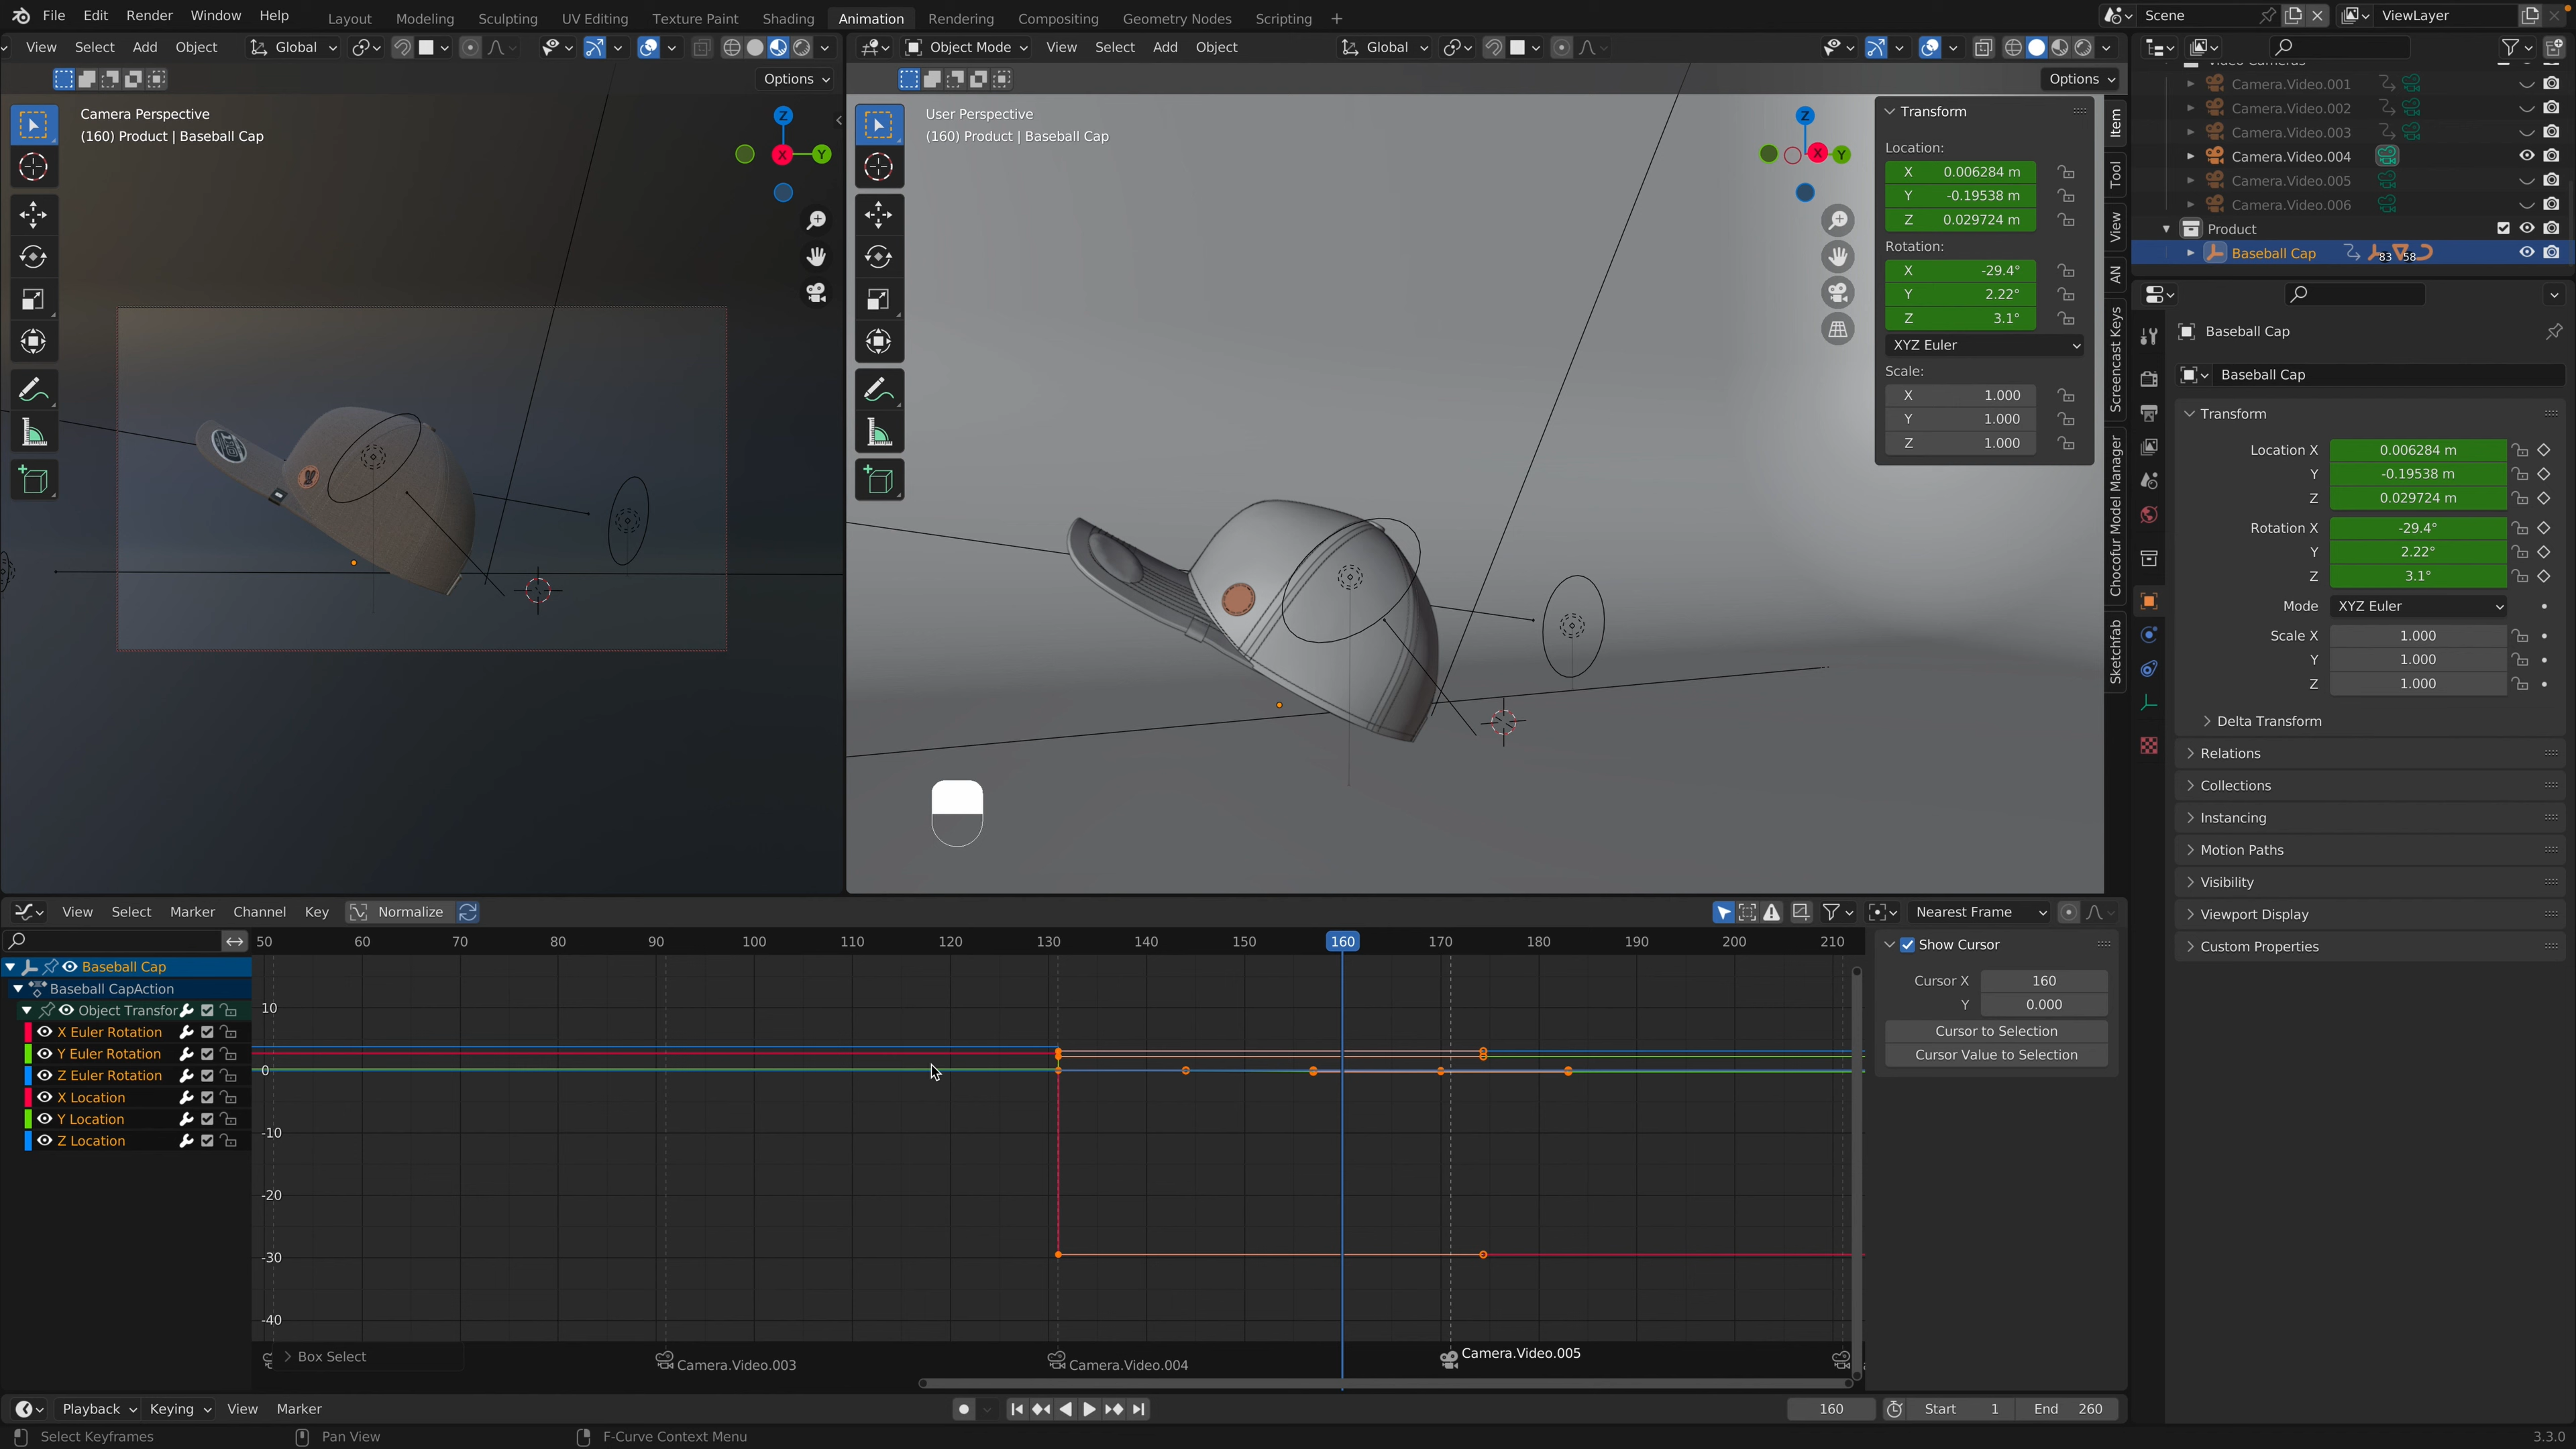 File Edit Render Window Help Layout Modeling Sculpting UV Editing Texture Paint Shading Animation Rendering Compositing Geometry Nodes Scripting Scene ViewLayer
View Select Add Object Global
Options
Camera Perspective
(160) Product | Baseball Cap
Z
X
Y
Object Mode View Select Add Object Global
Options
User Perspective
(160) Product | Baseball Cap
Z
X
Y
Transform
Location:
X 0.006284 m
Y -0.19538 m
Z 0.029724 m
Rotation:
X -29.4°
Y 2.22°
Z 3.1°
XYZ Euler
Scale:
X 1.000
Y 1.000
Z 1.000
Item
Tool
View
AN
Screencast Keys
Chocofur Model Manager
Sketchfab
Camera.Video.001
Camera.Video.002
Camera.Video.003
Camera.Video.004
Camera.Video.005
Camera.Video.006
Product
Baseball Cap 83 58
Baseball Cap
Baseball Cap
Transform
Location X 0.006284 m
Y -0.19538 m
Z 0.029724 m
Rotation X -29.4°
Y 2.22°
Z 3.1°
Mode XYZ Euler
Scale X 1.000
Y 1.000
Z 1.000
Delta Transform
Relations
Collections
Instancing
Motion Paths
Visibility
Viewport Display
Custom Properties
View Select Marker Channel Key Normalize Nearest Frame
50 60 70 80 90 100 110 120 130 140 150 160 170 180 190 200 210
Baseball Cap
Baseball CapAction
Object Transfor
X Euler Rotation
Y Euler Rotation
Z Euler Rotation
X Location
Y Location
Z Location
10
0
-10
-20
-30
-40
Show Cursor
Cursor X 160
Y 0.000
Cursor to Selection
Cursor Value to Selection
Box Select
Camera.Video.003
Camera.Video.004
Camera.Video.005
Playback Keying View Marker 160 Start 1 End 260
Select Keyframes Pan View F-Curve Context Menu 3.3.0